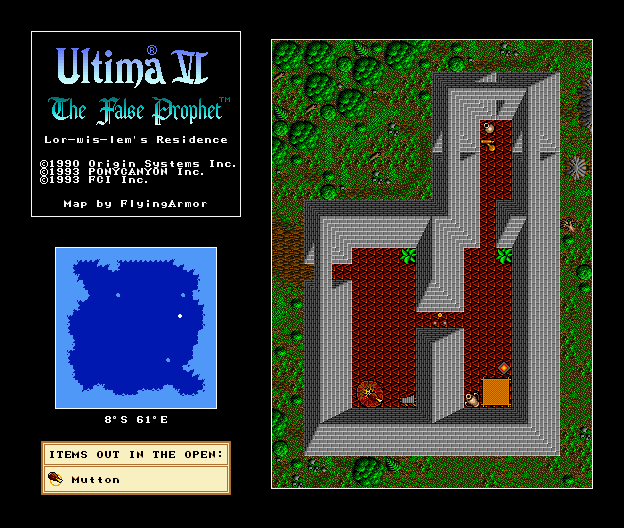 Ultima VI®
The False Prophet™
Lor-wis-lem's Residence
©1990 Origin Systems Inc.
©1993 PONYCANYON Inc.
©1993 FCI Inc.
Map by FlyingArmor
8°S 61°E
ITEMS OUT IN THE OPEN:
Mutton